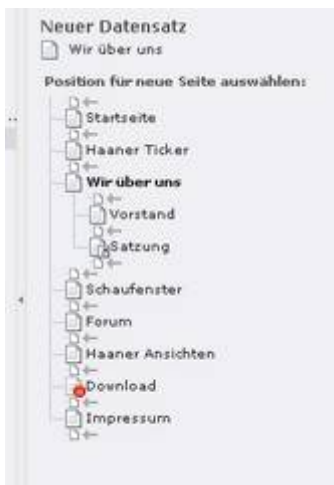 Neuer Datensatz
Wir über uns
Position für neue Seite auswählen:
Startseite
Haaner Ticker
Wir über uns
Vorstand
Satzung
Schaufenster
Forum
Haaner Ansichten
Download
Impressum